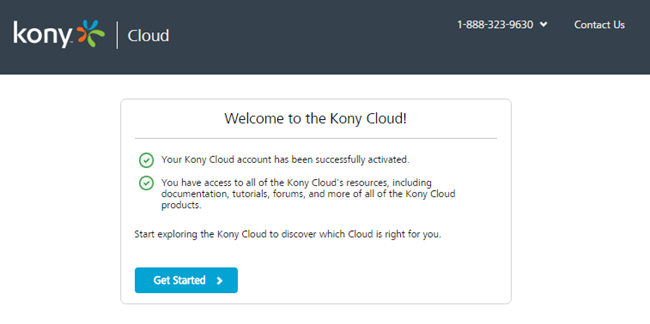 kony Cloud 1-888-323-9630 Contact Us
Welcome to the Kony Cloud!
Your Kony Cloud account has been successfully activated.
You have access to all of the Kony Cloud's resources, including
documentation, tutorials, forums, and more of all of the Kony Cloud
products.
Start exploring the Kony Cloud to discover which Cloud is right for you.
Get Started